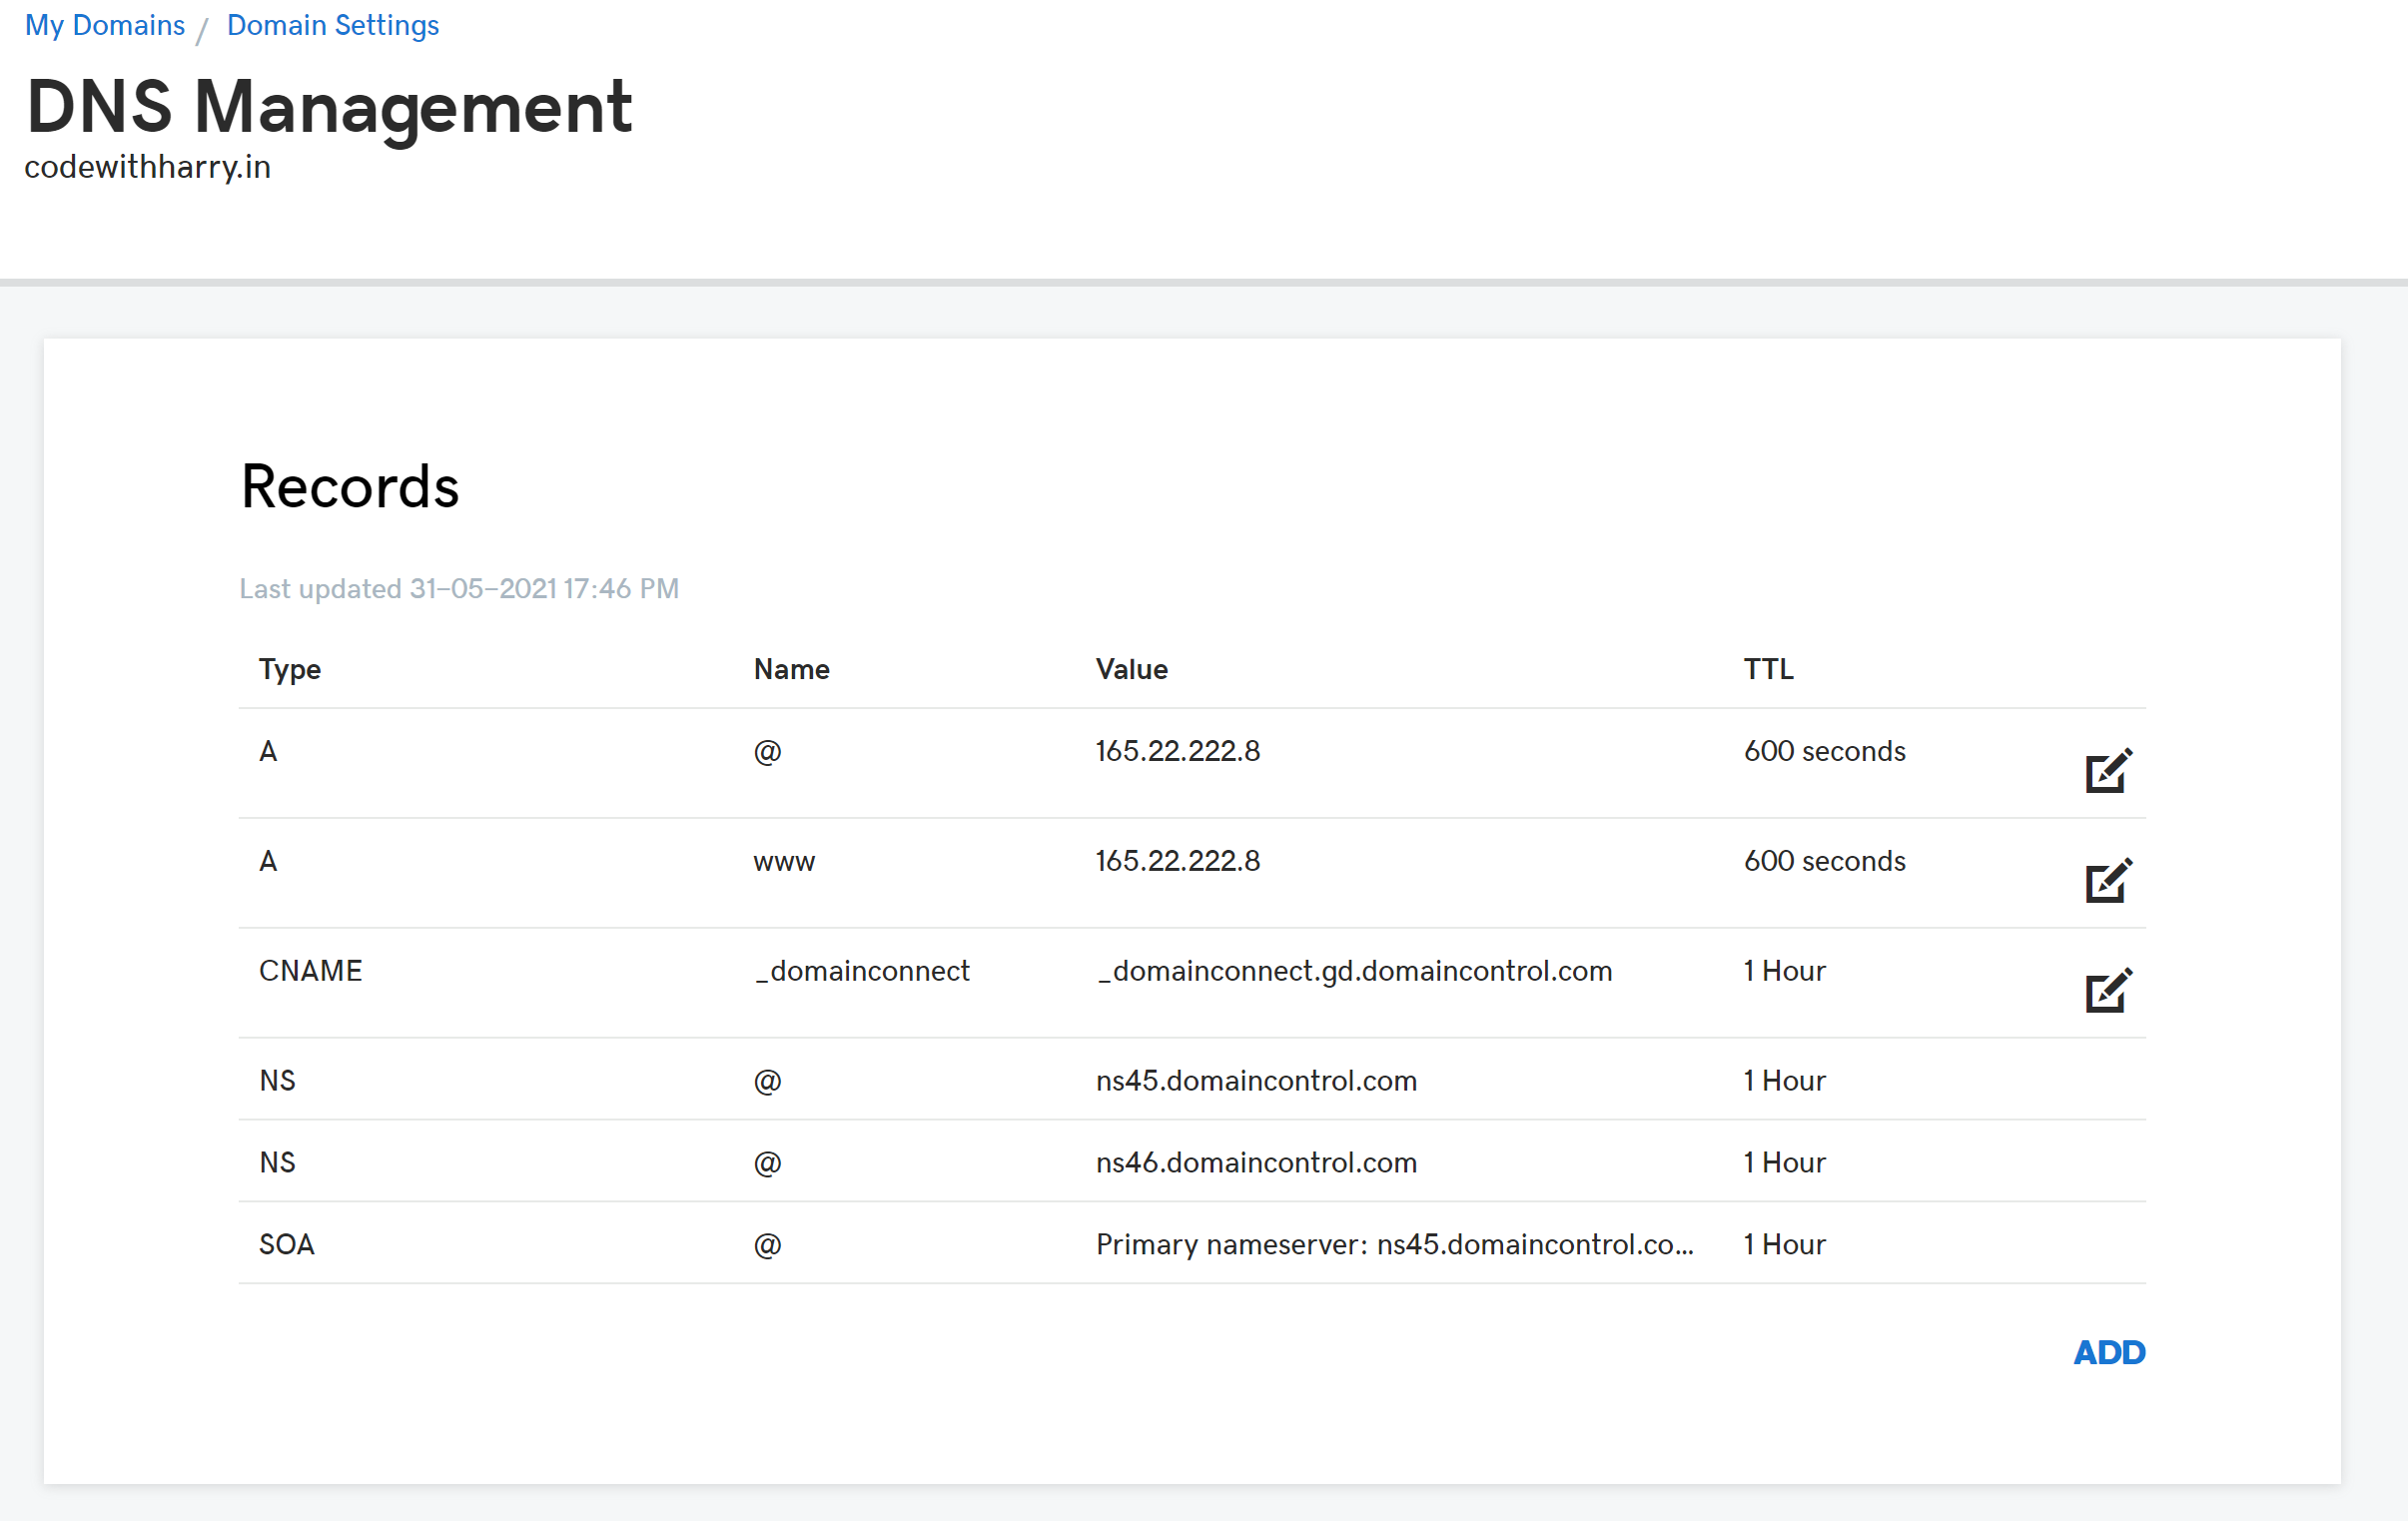 My Domains / Domain Settings
DNS Management
codewithharry.in
Records
Last updated 31-05-2021 17:46 PM
Type Name Value TTL
A @ 165.22.222.8 600 seconds
A www 165.22.222.8 600 seconds
CNAME _domainconnect _domainconnect.gd.domaincontrol.com 1 Hour
NS @ ns45.domaincontrol.com 1 Hour
NS @ ns46.domaincontrol.com 1 Hour
SOA @ Primary nameserver: ns45.domaincontrol.co... 1 Hour
ADD